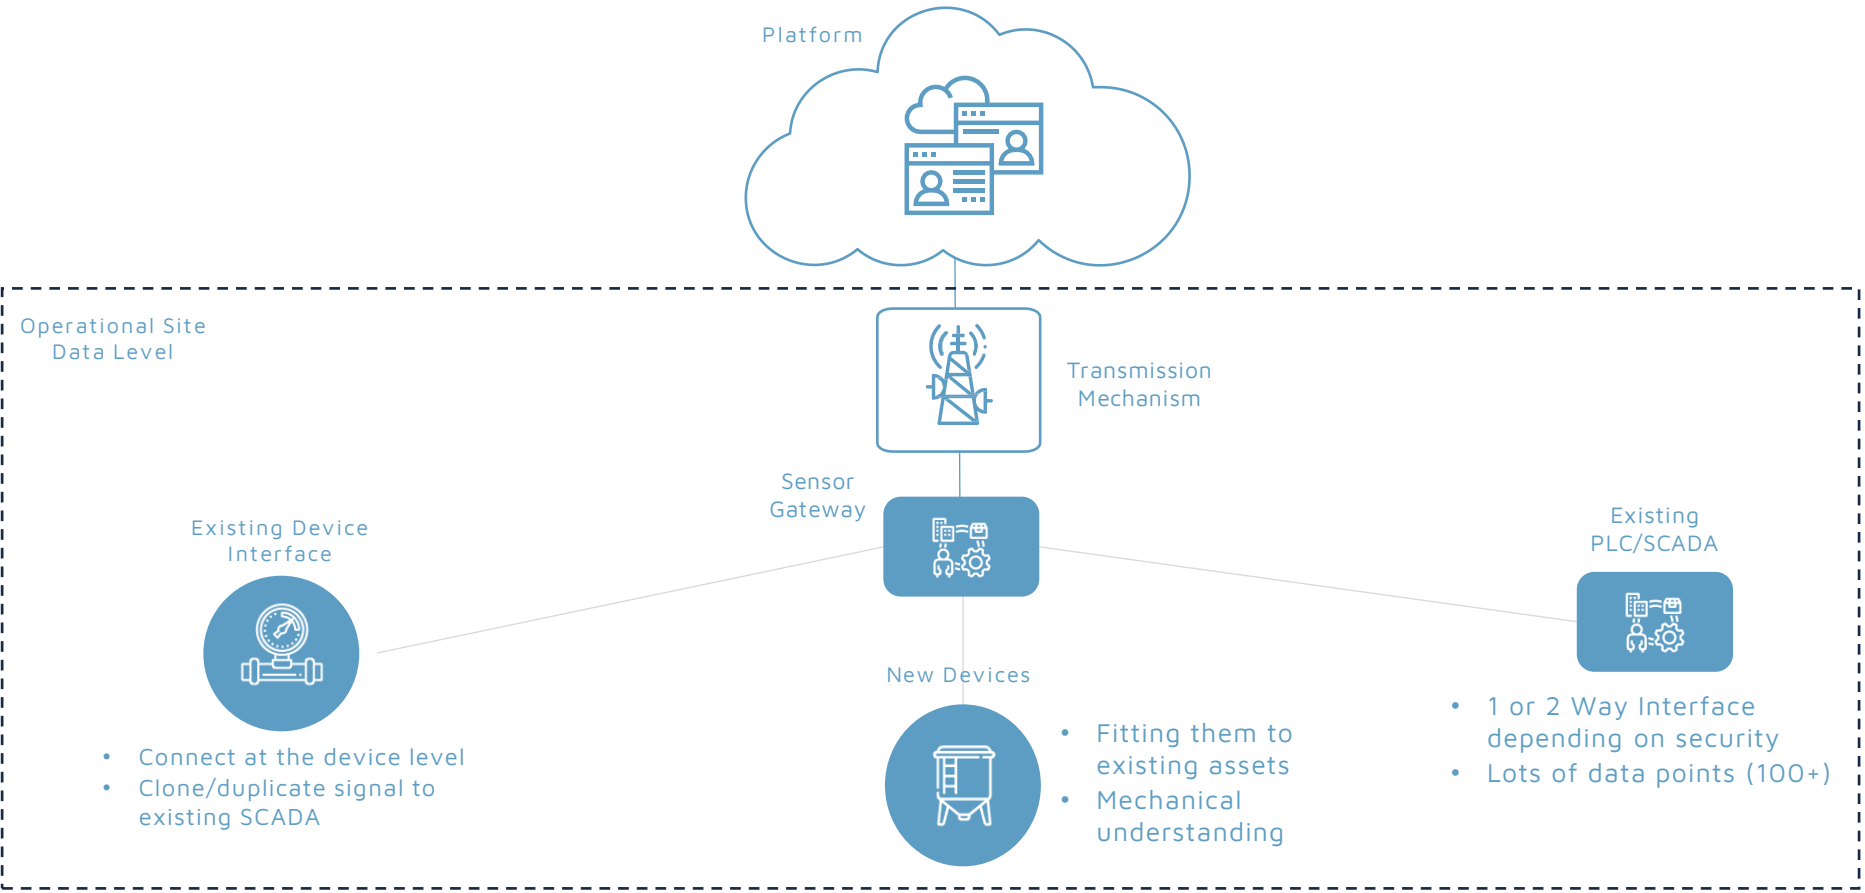 Platform
Operational Site
Data Level
Transmission
Mechanism
Sensor
Gateway
Existing Device
Interface
Existing
PLC/SCADA
New Devices
• Connect at the device level
• Clone/duplicate signal to
existing SCADA
• Fitting them to
existing assets
• Mechanical
understanding
• 1 or 2 Way Interface
depending on security
• Lots of data points (100+)